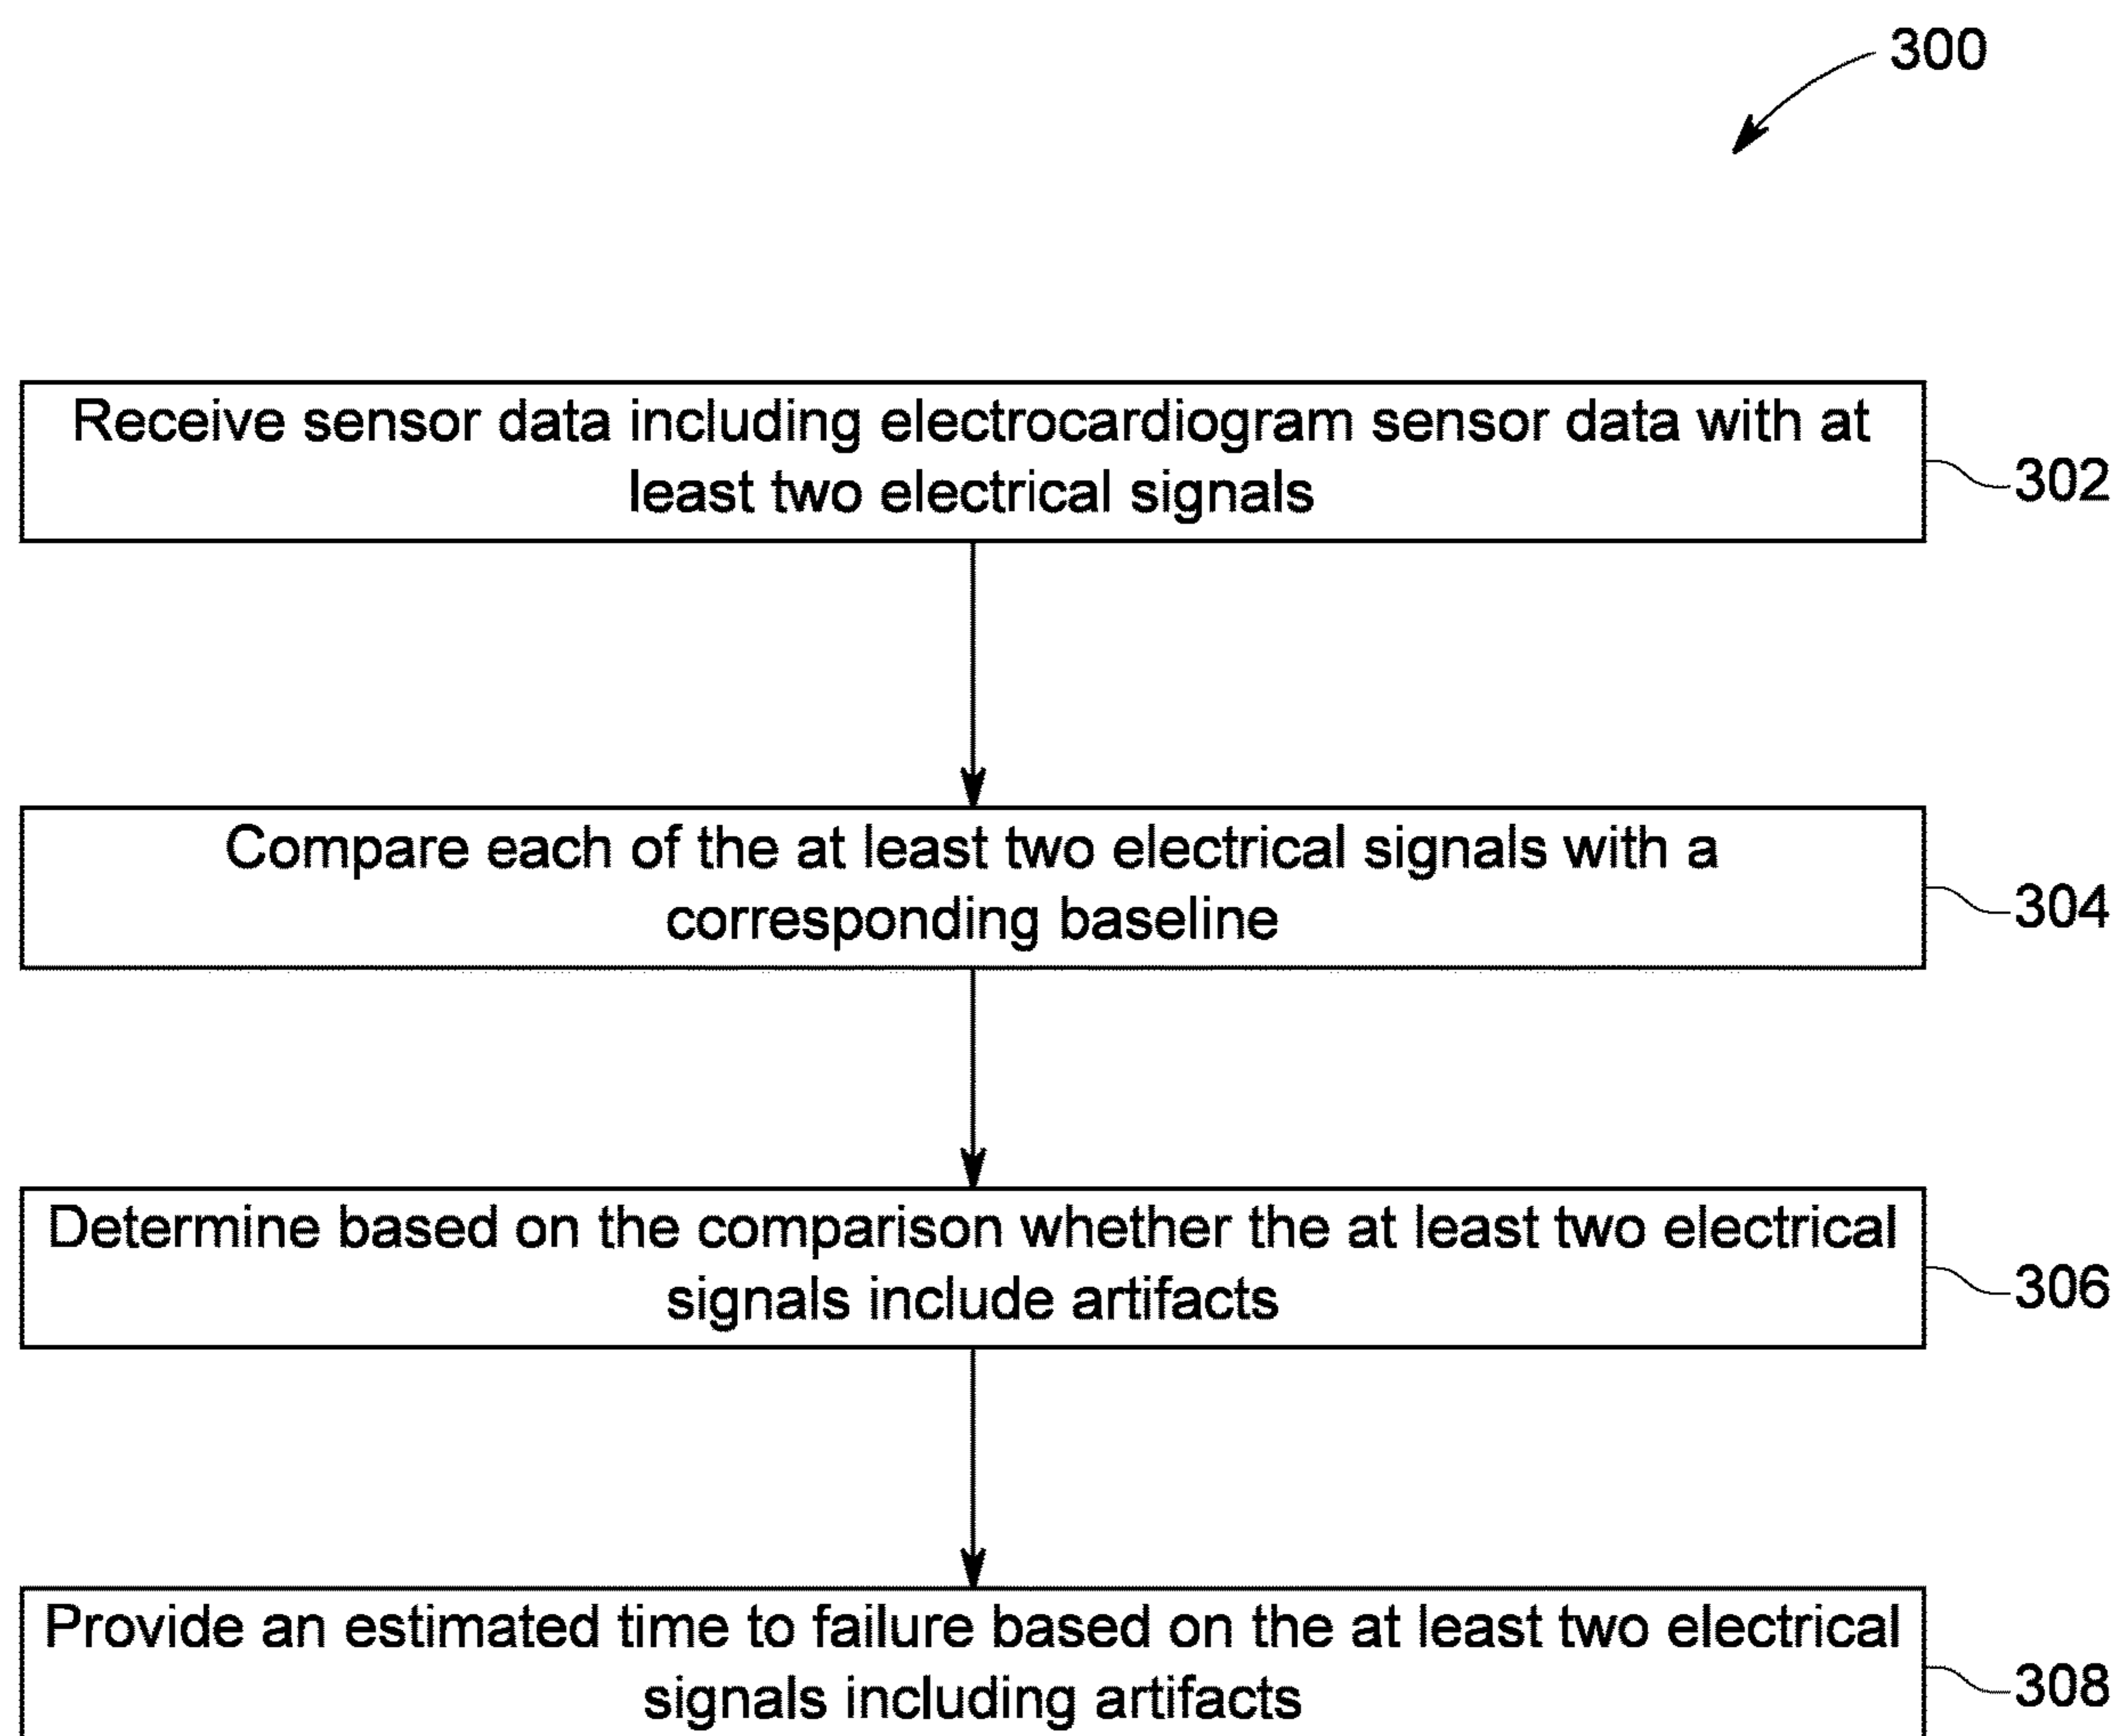 300
Receive sensor data including electrocardiogram sensor data with at
least two electrical signals
302
Compare each of the at least two electrical signals with a
corresponding baseline
304
Determine based on the comparison whether the at least two electrical
signals include artifacts
306
Provide an estimated time to failure based on the at least two electrical
signals including artifacts
308